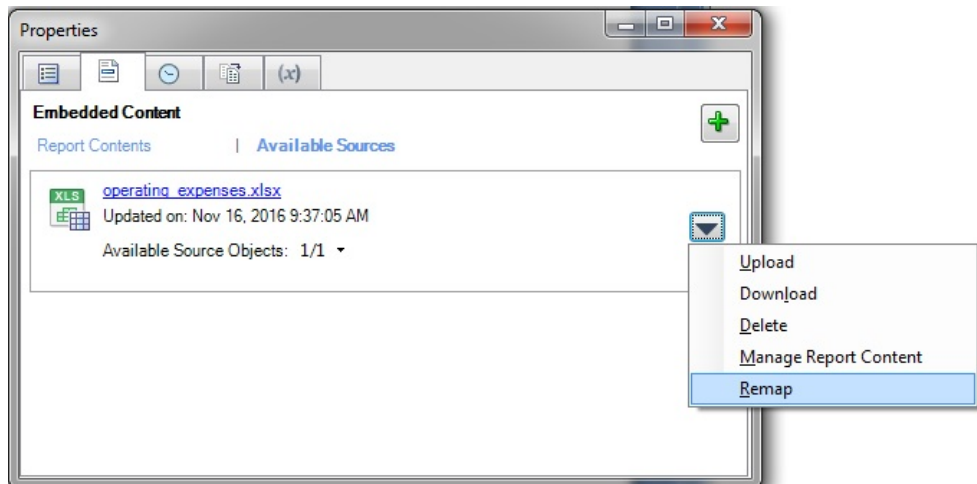 Properties
(x)
Embedded Content
Report Contents | Available Sources
XLS
operating_expenses.xlsx
Updated on: Nov 16, 2016 9:37:05 AM
Available Source Objects: 1/1
Upload
Download
Delete
Manage Report Content
Remap